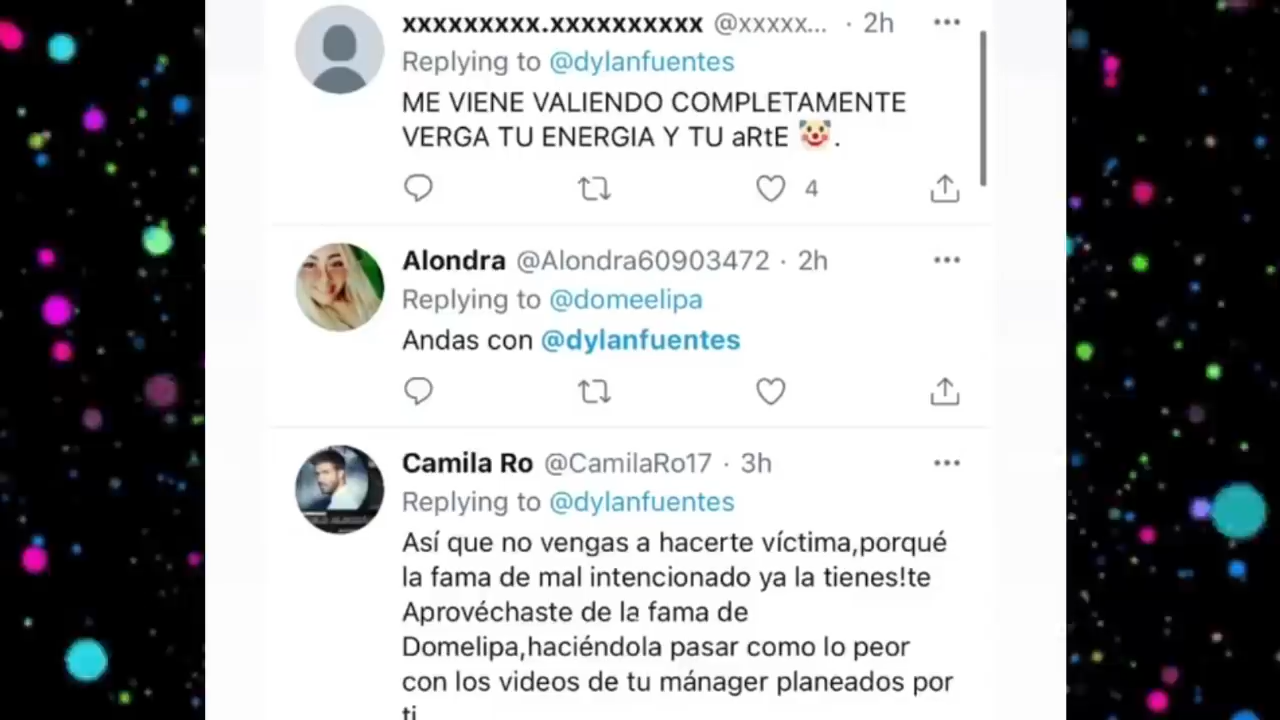 xxxxxxxxx.xxxxxxxxxx @xxxxx... · 2h
Replying to @dylanfuentes
ME VIENE VALIENDO COMPLETAMENTE
VERGA TU ENERGIA Y TU aRtE 🤡.
4
Alondra @Alondra60903472 · 2h
Replying to @domeelipa
Andas con @dylanfuentes
Camila Ro @CamilaRo17 · 3h
Replying to @dylanfuentes
Así que no vengas a hacerte víctima,porqué
la fama de mal intencionado ya la tienes!te
Aprovéchaste de la fama de
Domelipa,haciéndola pasar como lo peor
con los videos de tu mánager planeados por
ti